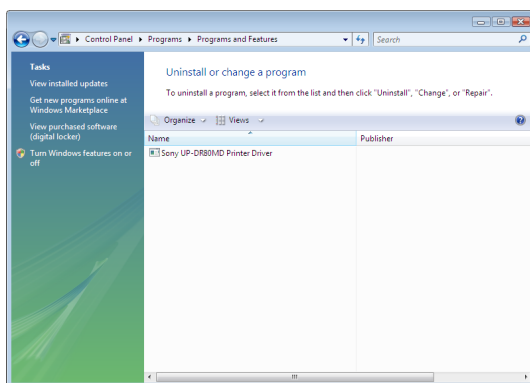 Control Panel ▸ Programs ▸ Programs and Features
Search
Tasks
View installed updates
Get new programs online at
Windows Marketplace
View purchased software
(digital locker)
Turn Windows features on or
off
Uninstall or change a program
To uninstall a program, select it from the list and then click "Uninstall", "Change", or "Repair".
Organize
Views
Name
Publisher
Sony UP-DR80MD Printer Driver